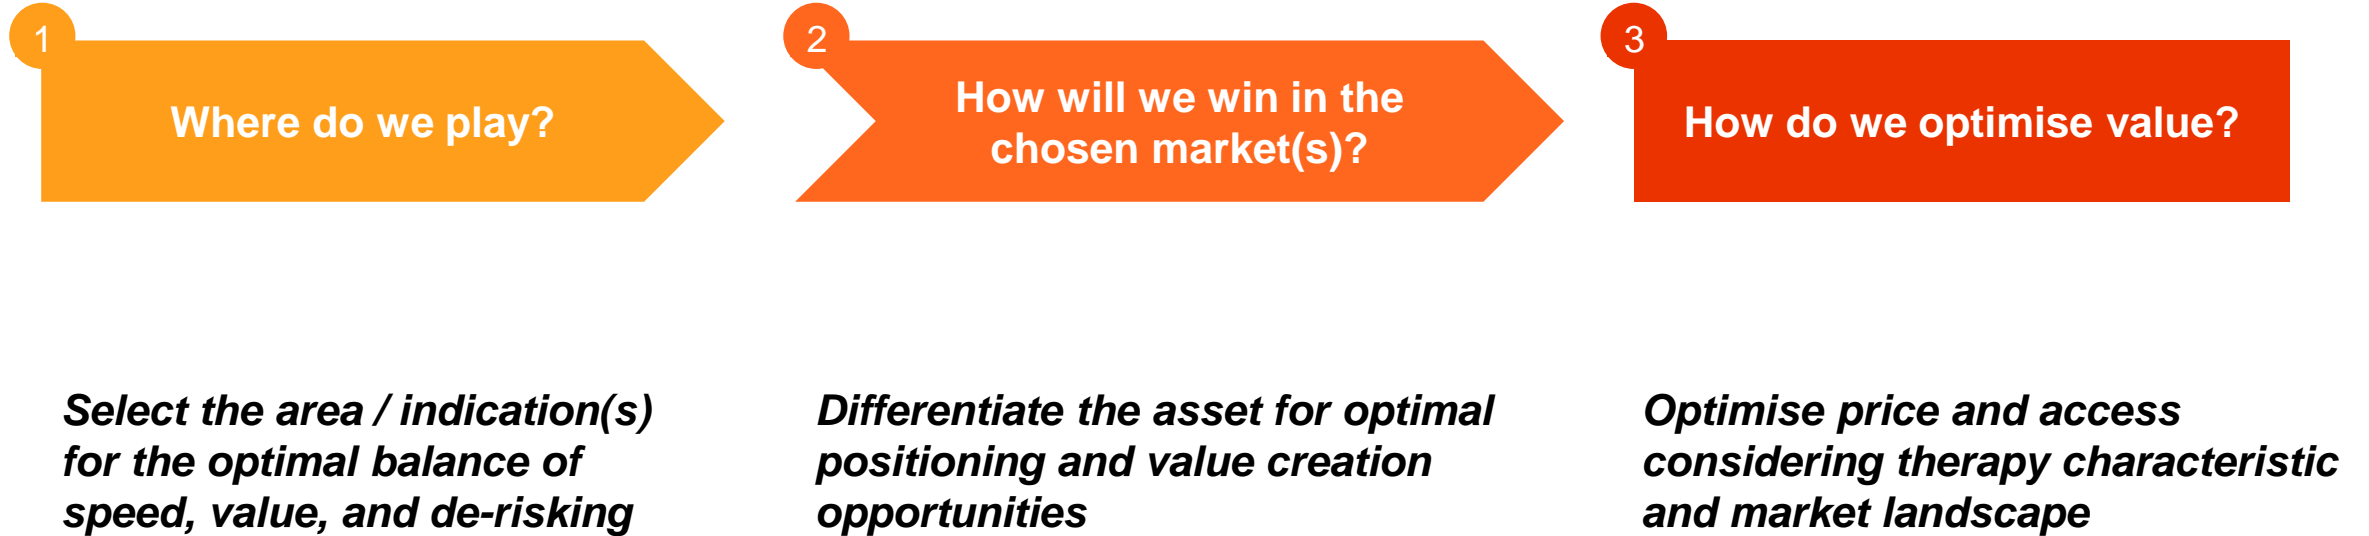 1
Where do we play?
2
How will we win in the
chosen market(s)?
3
How do we optimise value?
Select the area / indication(s)
for the optimal balance of
speed, value, and de-risking
Differentiate the asset for optimal
positioning and value creation
opportunities
Optimise price and access
considering therapy characteristic
and market landscape